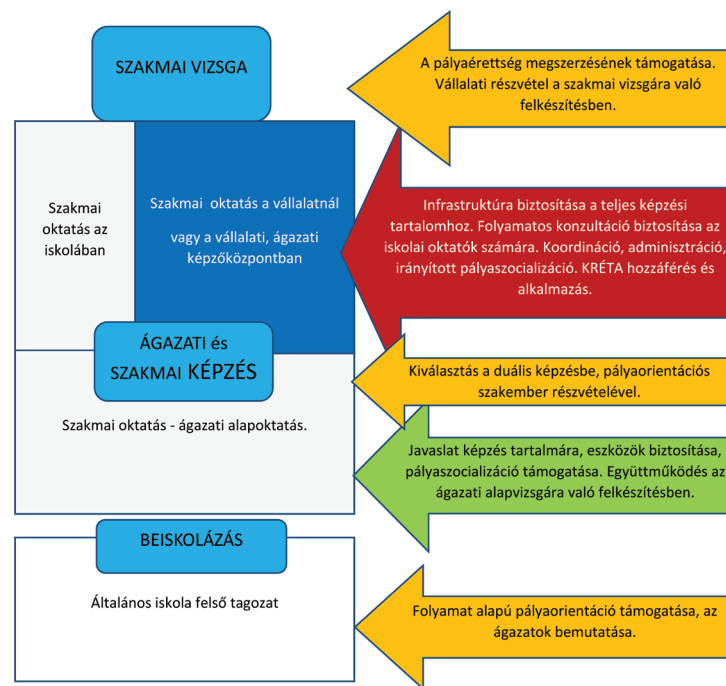 SZAKMAI VIZSGA
A pályaérettség megszerzésének támogatása.
Vállalati részvétel a szakmai vizsgára való
felkészítésben.
Szakmai
oktatás az
iskolában
Szakmai oktatás a vállalatnál
vagy a vállalati, ágazati
képzőközpontban
Infrastruktúra biztosítása a teljes képzési
tartalomhoz. Folyamatos konzultáció biztosítása az
iskolai oktatók számára. Koordináció, adminisztráció,
irányított pályaszocializáció. KRÉTA hozzáférés és
alkalmazás.
ÁGAZATI és
SZAKMAI KÉPZÉS
Kiválasztás a duális képzésbe, pályaorientációs
szakember részvételével.
Szakmai oktatás - ágazati alapoktatás.
Javaslat képzés tartalmára, eszközök biztosítása,
pályaszocializáció támogatása. Együttműködés az
ágazati alapvizsgára való felkészítésben.
BEISKOLÁZÁS
Általános iskola felső tagozat
Folyamat alapú pályaorientáció támogatása, az
ágazatok bemutatása.